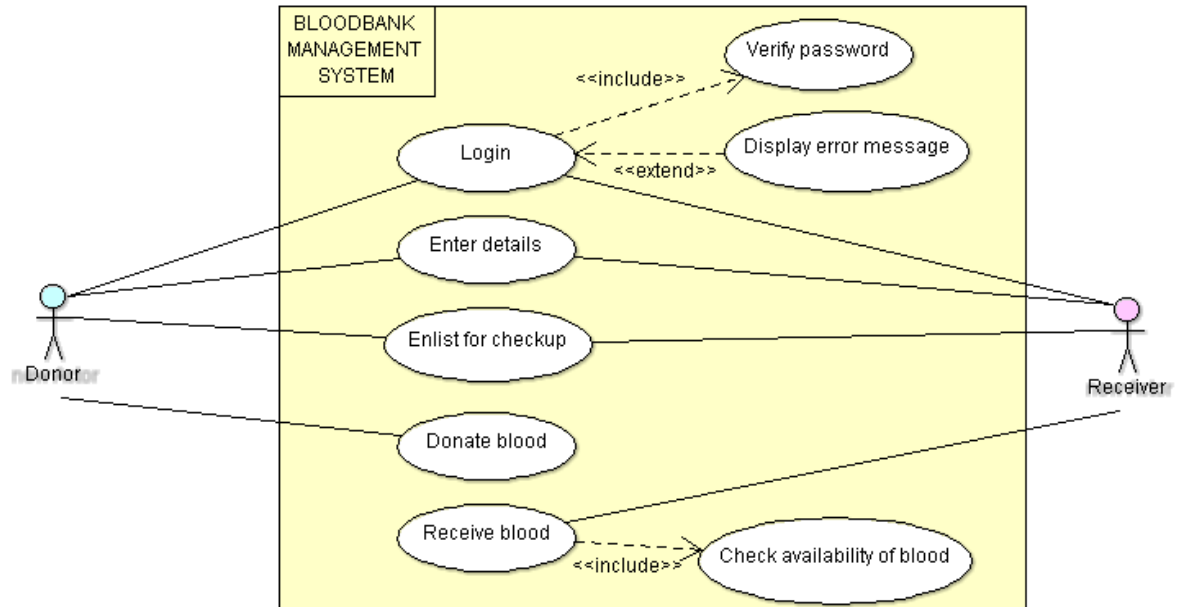 BLOODBANK
MANAGEMENT
SYSTEM
Verify password
<<include>>
Login
Display error message
<<extend>>
Enter details
Enlist for checkup
Donor
Receiver
Donate blood
Receive blood
Check availability of blood
<<include>>